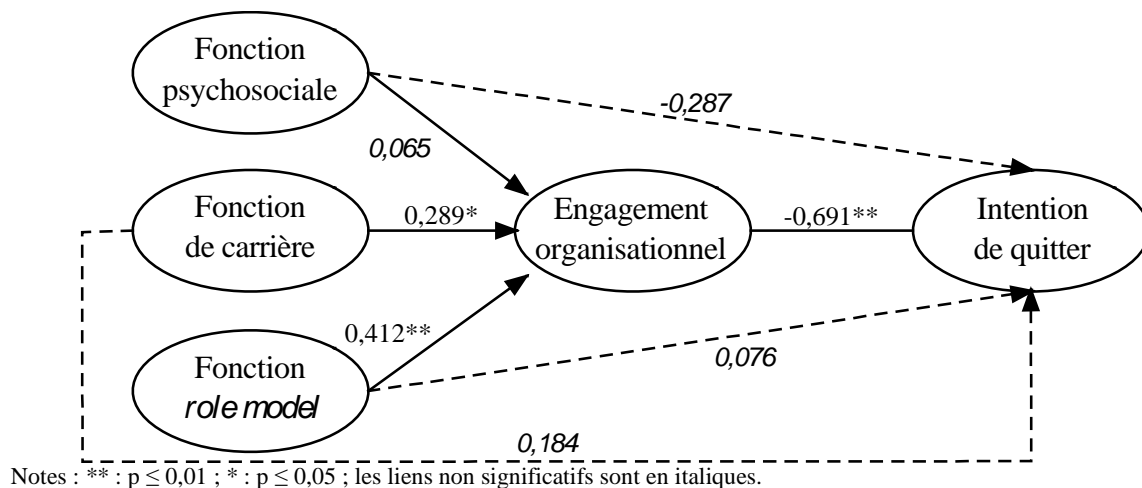 Fonction
psychosociale
-0,287
0,065
Fonction
de carrière
0,289*
Engagement
organisationnel
-0,691**
Intention
de quitter
0,412**
Fonction
role model
0,076
0,184
Notes : ** : p ≤ 0,01 ; * : p ≤ 0,05 ; les liens non significatifs sont en italiques.